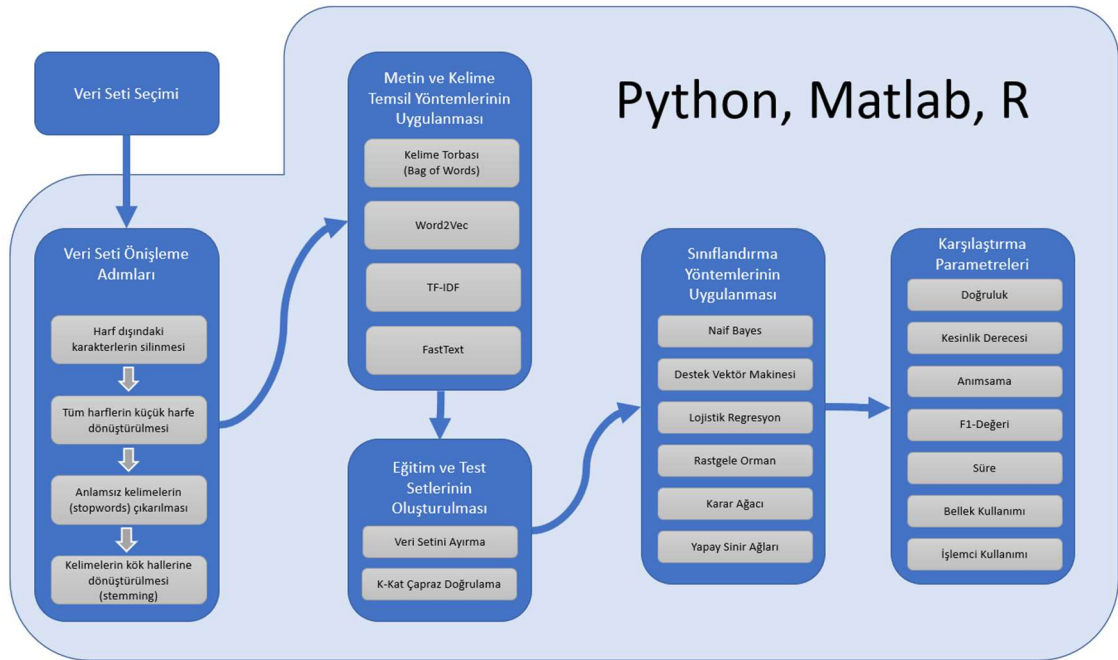 Veri Seti Seçimi
Veri Seti Önişleme
Adımları
Harf dışındaki
karakterlerin silinmesi
Tüm harflerin küçük harfe
dönüştürülmesi
Anlamsız kelimelerin
(stopwords) çıkarılması
Kelimelerin kök hallerine
dönüştürülmesi
(stemming)
Metin ve Kelime
Temsil Yöntemlerinin
Uygulanması
Kelime Torbası
(Bag of Words)
Word2Vec
TF-IDF
FastText
Eğitim ve Test
Setlerinin
Oluşturulması
Veri Setini Ayırma
K-Kat Çapraz Doğrulama
Python, Matlab, R
Sınıflandırma
Yöntemlerinin
Uygulanması
Naif Bayes
Destek Vektör Makinesi
Lojistik Regresyon
Rastgele Orman
Karar Ağacı
Yapay Sinir Ağları
Karşılaştırma
Parametreleri
Doğruluk
Kesinlik Derecesi
Anımsama
F1-Değeri
Süre
Bellek Kullanımı
İşlemci Kullanımı